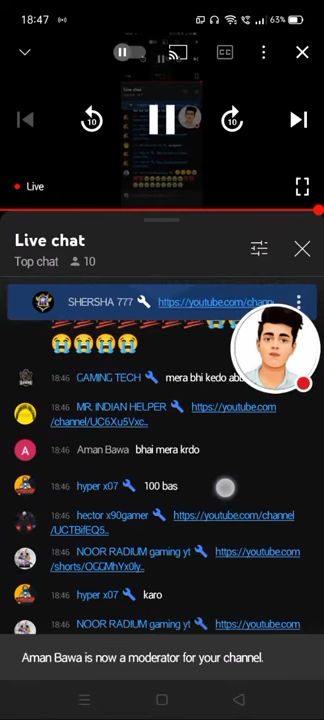 18:47
63%
CC
10
10
Live
Live chat
Top chat 10
SHERSHA 777 https://youtube.com/chann
18:46 GAMING TECH mera bhi kedo
18:46 MR. INDIAN HELPER https://youtube.com
/channel/UC6Xu5Vxc..
18:46 Aman Bawa bhai mera krdo
18:46 hyper x07 100 bas
18:46 hector x90gamer https://youtube.com/channel
/UCTBifEQ5..
18:46 NOOR RADIUM gaming yt https://youtube.com
/shorts/OGGMhYx0ly..
18:46 hyper x07 karo
18:46 NOOR RADIUM gaming yt https://youtube.com
Aman Bawa is now a moderator for your channel.